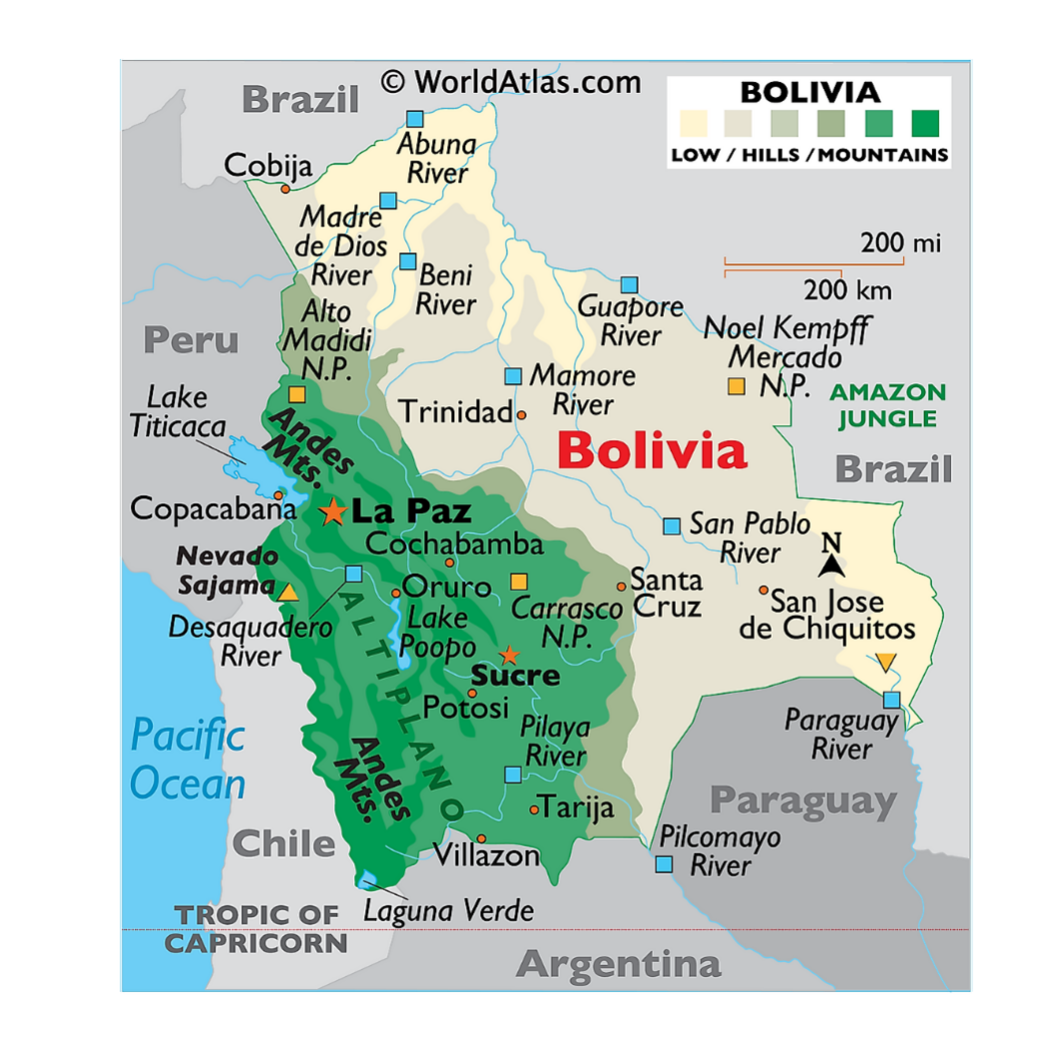 © WorldAtlas.com
BOLIVIA
LOW / HILLS / MOUNTAINS
Brazil
Cobija
Abuna
River
Madre
de Dios
River
Beni
River
200 mi
200 km
Guapore
River
Noel Kempff
Mercado
N.P.
Alto
Madidi
N.P.
Peru
Lake
Titicaca
Mamore
River
Trinidad
AMAZON
JUNGLE
Andes
Mts.
Bolivia
Brazil
Copacabana
La Paz
San Pablo
River
N
Cochabamba
Nevado
Sajama
Oruro
Santa
Cruz
Carrasco
N.P.
San Jose
de Chiquitos
Desaquadero
River
Lake
Poopo
ALTIPLANO
Sucre
Potosi
Pilaya
River
Paraguay
River
Pacific
Ocean
Andes
Mts.
Tarija
Paraguay
Chile
Villazon
Pilcomayo
River
Laguna Verde
TROPIC OF
CAPRICORN
Argentina